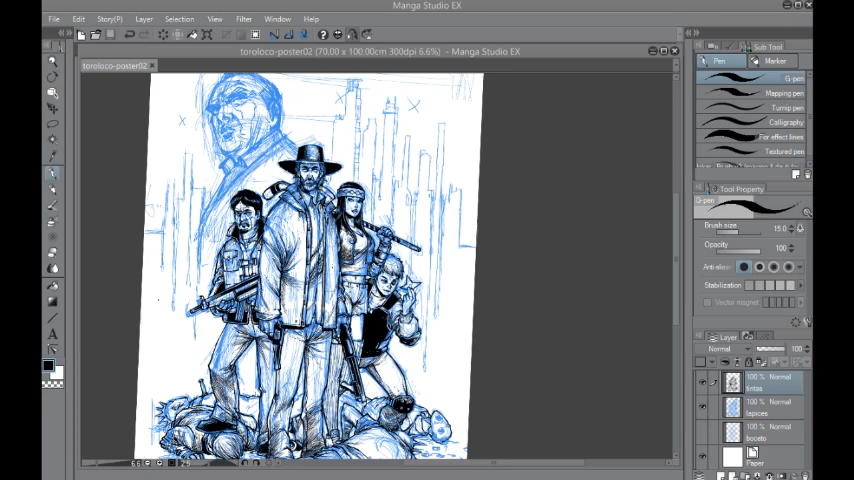 Manga Studio EX
File Edit Story(P) Layer Selection View Filter Window Help
toroloco-poster02 (70.00 x 100.00cm 300dpi 6.6%) - Manga Studio EX
toroloco-poster02
Sub Tool
Pen Marker
G-pen
Mapping pen
Turnip pen
Calligraphy
For effect lines
Textured pen
Tool Property
G-pen
Brush size 15.0
Opacity 100
Stabilization
Vector magnet
Layer
Normal 100
100 % Normal
tintas
100 % Normal
lapices
100 % Normal
boceto
Paper
6.6